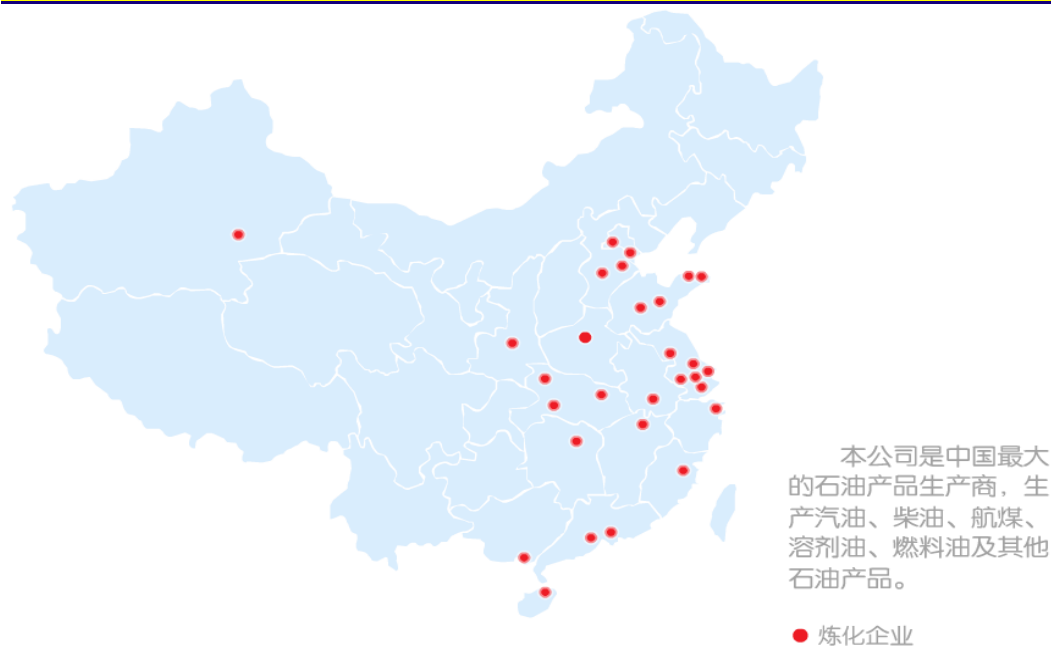 本公司是中国最大
的石油产品生产商，生
产汽油、柴油、航煤、
溶剂油、燃料油及其他
石油产品。
炼化企业